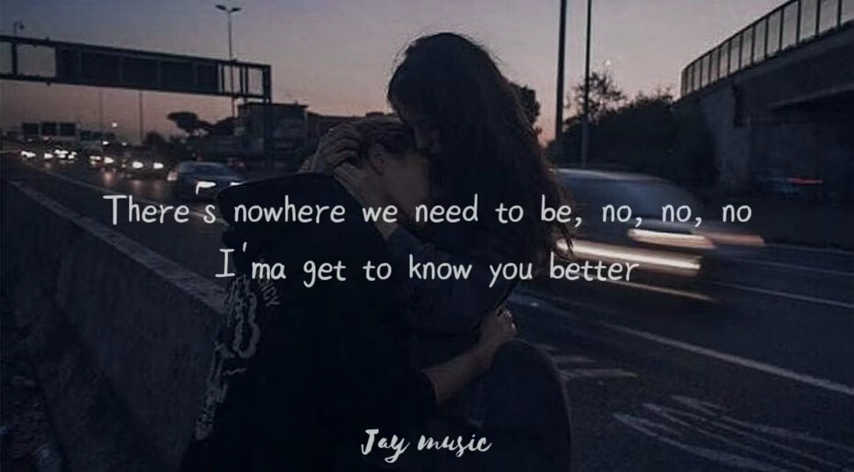 There s nowhere we need to be, no, no, no
I'ma get to know you better
Jay music